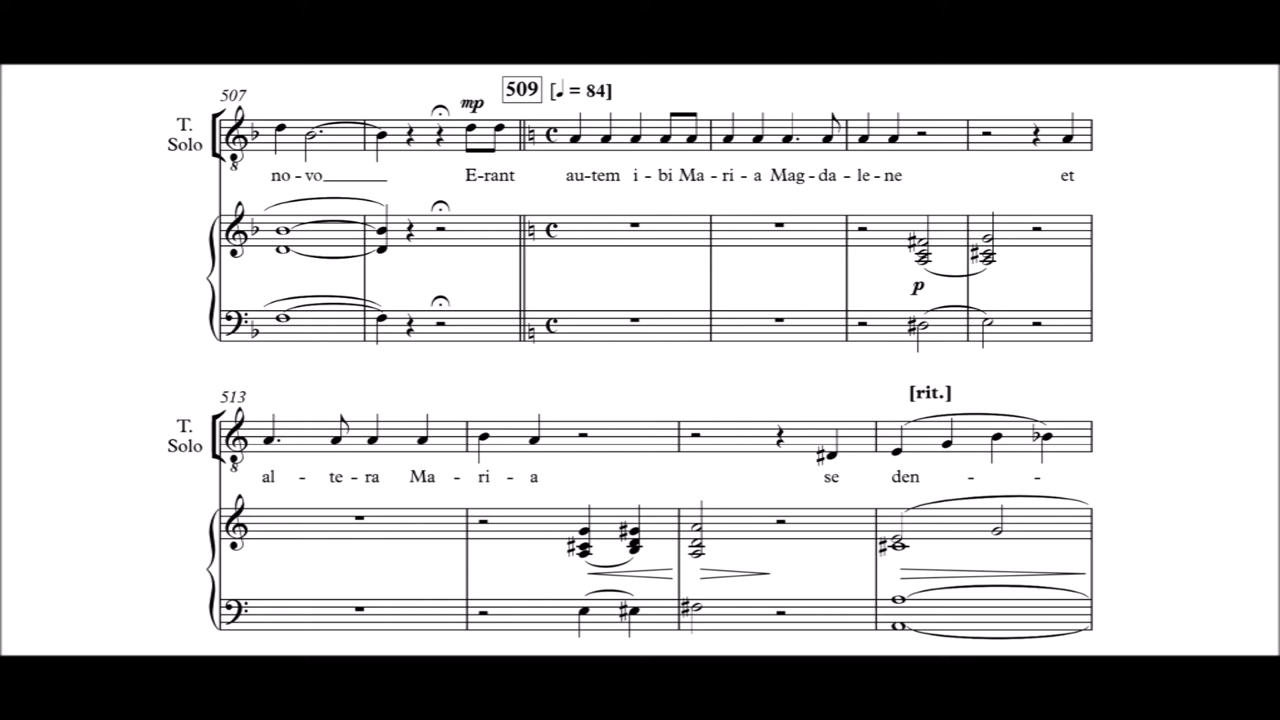 507
mp
509 [♩ = 84]
T.
Solo
no - vo______ E-rant au-tem i - bi Ma - ri - a Mag - da - le - ne et
p
513
[rit.]
T.
Solo
al - te - ra Ma - ri - a se den - -